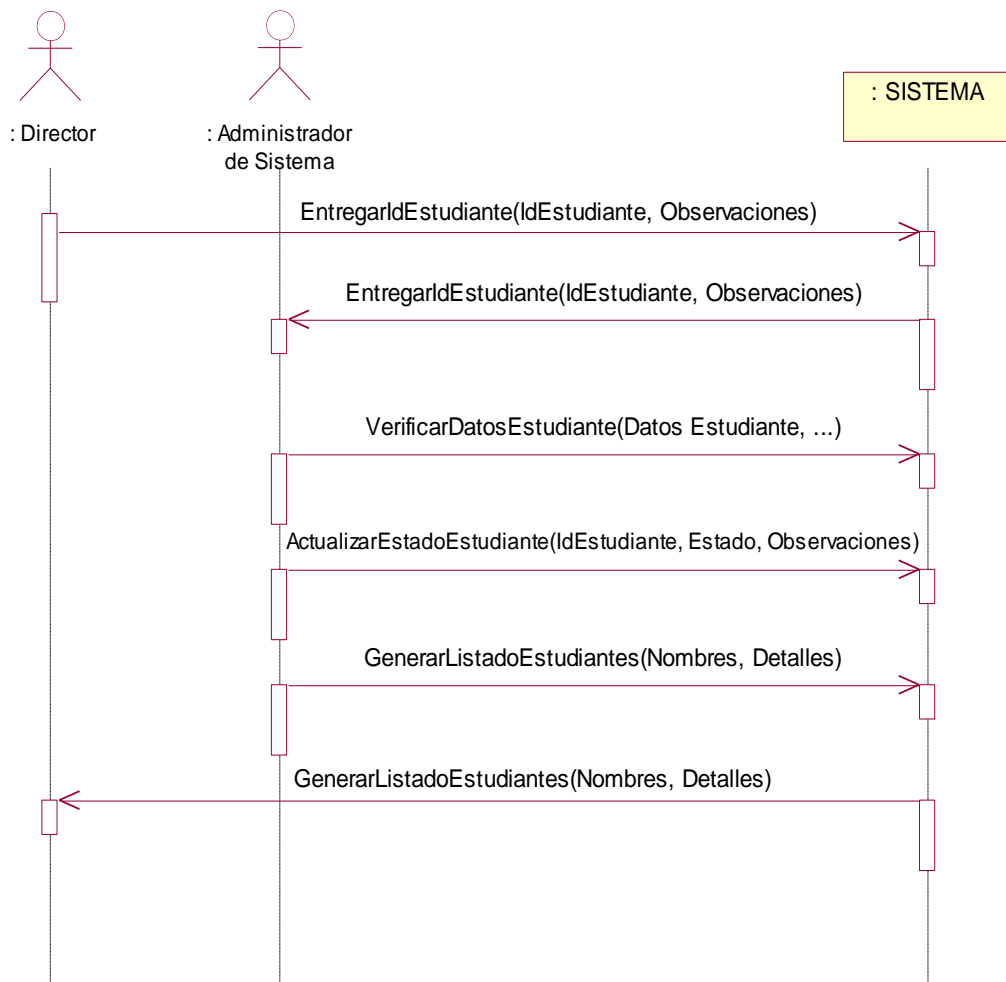 : Director
: Administrador
de Sistema
: SISTEMA
EntregarIdEstudiante(IdEstudiante, Observaciones)
EntregarIdEstudiante(IdEstudiante, Observaciones)
VerificarDatosEstudiante(Datos Estudiante, ...)
ActualizarEstadoEstudiante(IdEstudiante, Estado, Observaciones)
GenerarListadoEstudiantes(Nombres, Detalles)
GenerarListadoEstudiantes(Nombres, Detalles)